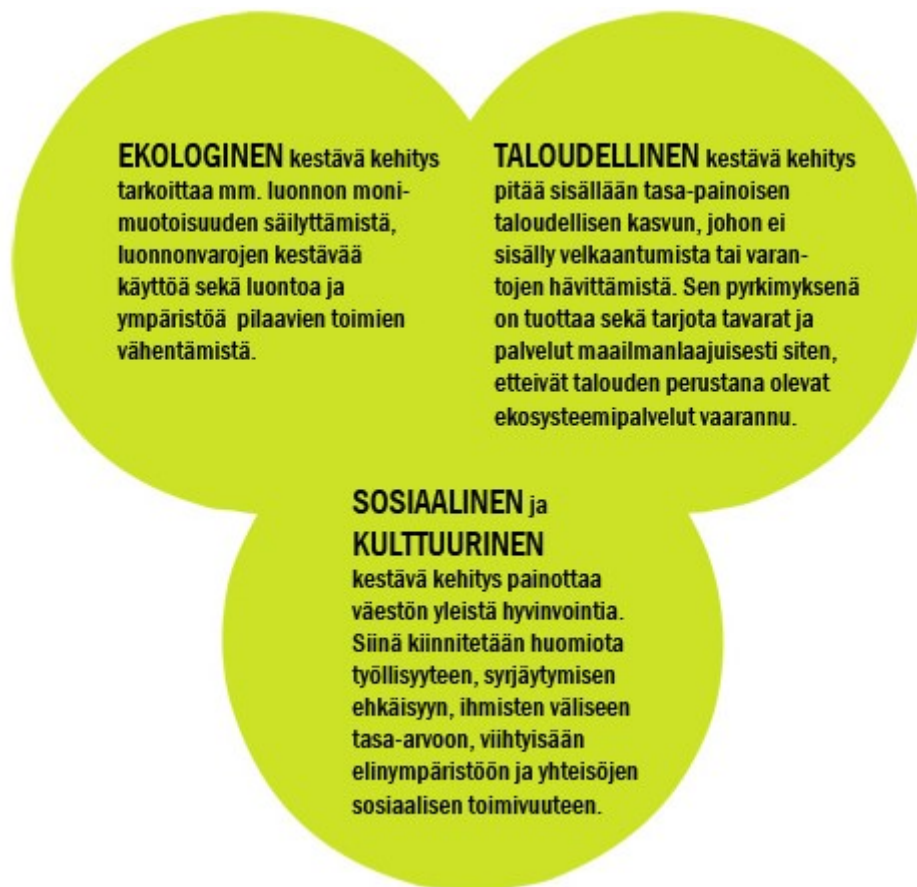 EKOLOGINEN kestävä kehitys
tarkoittaa mm. luonnon moni-
muotoisuuden säilyttämistä,
luonnonvarojen kestävää
käyttöä sekä luontoa ja
ympäristöä pilaavien toimien
vähentämistä.
TALOUDELLINEN kestävä kehitys
pitää sisällään tasa-painoisen
taloudellisen kasvun, johon ei
sisälly velkaantumista tai varan-
tojen hävittämistä. Sen pyrkimyksenä
on tuottaa sekä tarjota tavarat ja
palvelut maailmanlaajuisesti siten,
etteivät talouden perustana olevat
ekosysteemipalvelut vaarannu.
SOSIAALINEN ja
KULTTUURINEN
kestävä kehitys painottaa
väestön yleistä hyvinvointia.
Siinä kiinnitetään huomiota
työllisyyteen, syrjäytymisen
ehkäisyyn, ihmisten väliseen
tasa-arvoon, viihtyisään
elinympäristöön ja yhteisöjen
sosiaalisen toimivuuteen.